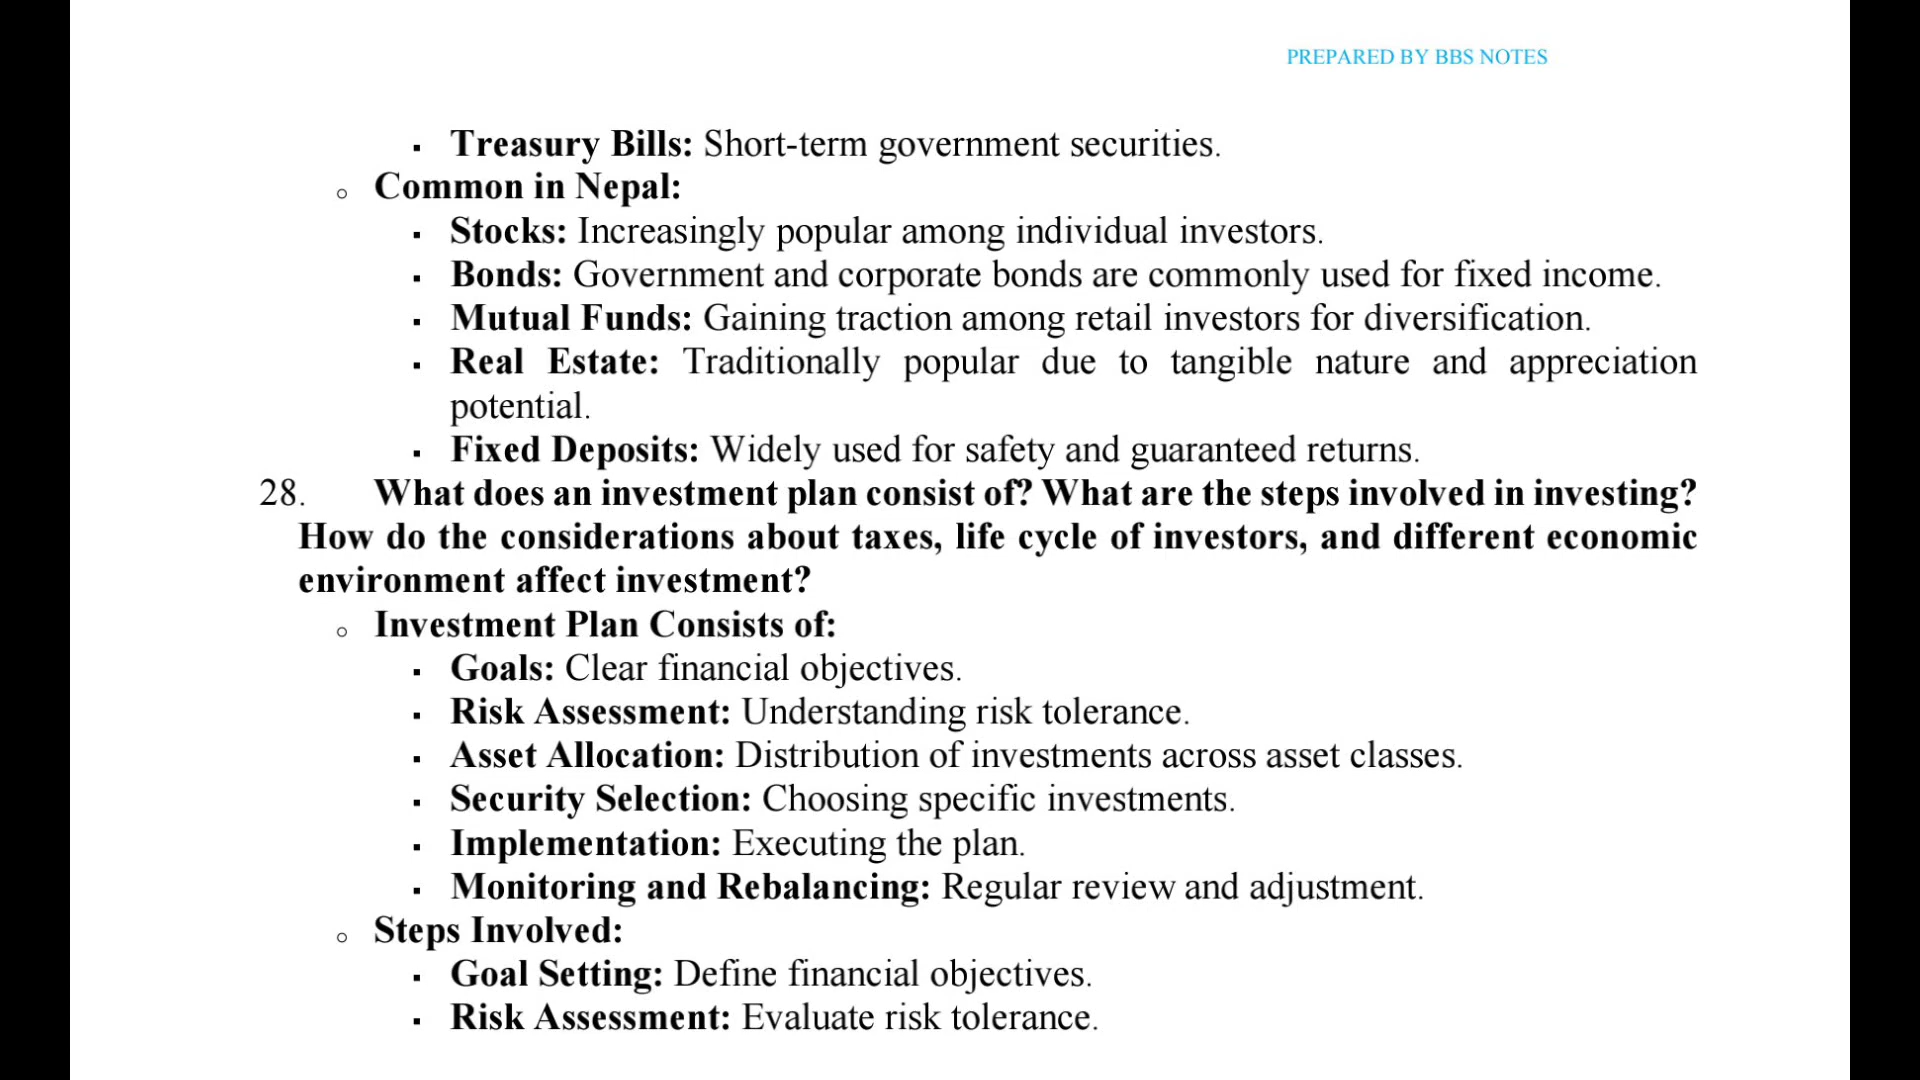 PREPARED BY BBS NOTES
▪ Treasury Bills: Short-term government securities.
o Common in Nepal:
▪ Stocks: Increasingly popular among individual investors.
▪ Bonds: Government and corporate bonds are commonly used for fixed income.
▪ Mutual Funds: Gaining traction among retail investors for diversification.
▪ Real Estate: Traditionally popular due to tangible nature and appreciation
potential.
▪ Fixed Deposits: Widely used for safety and guaranteed returns.
28. What does an investment plan consist of? What are the steps involved in investing?
How do the considerations about taxes, life cycle of investors, and different economic
environment affect investment?
o Investment Plan Consists of:
▪ Goals: Clear financial objectives.
▪ Risk Assessment: Understanding risk tolerance.
▪ Asset Allocation: Distribution of investments across asset classes.
▪ Security Selection: Choosing specific investments.
▪ Implementation: Executing the plan.
▪ Monitoring and Rebalancing: Regular review and adjustment.
o Steps Involved:
▪ Goal Setting: Define financial objectives.
▪ Risk Assessment: Evaluate risk tolerance.